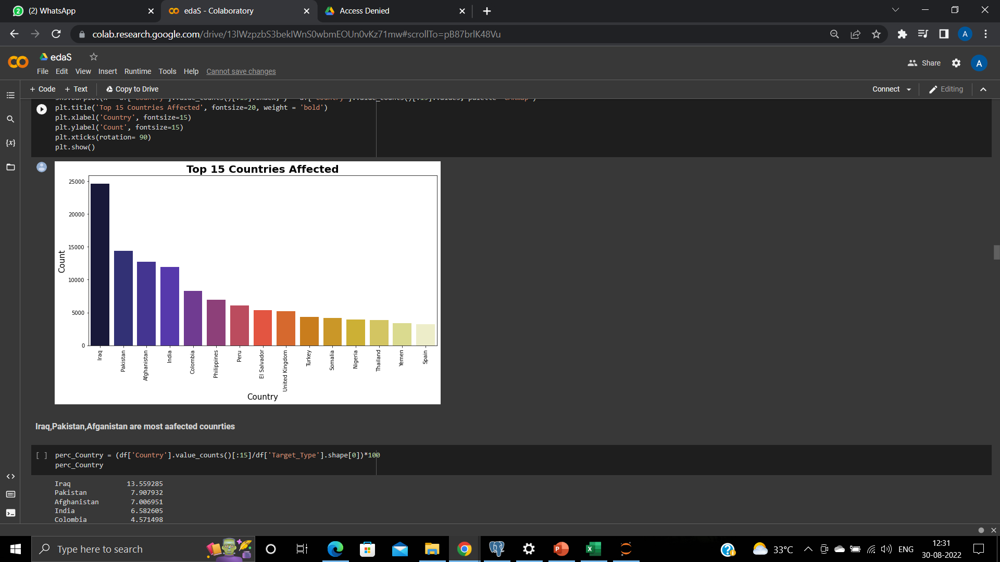 (2) WhatsApp
edaS - Colaboratory
Access Denied
colab.research.google.com/drive/13lWzpzbS3beklWnS0wbmEOUn0vKz71mw#scrollTo=pB87brlK48Vu
A
edaS
File Edit View Insert Runtime Tools Help Cannot save changes
Share
A
+ Code + Text Copy to Drive
Connect
Editing
plt.title('Top 15 Countries Affected', fontsize=20, weight = 'bold')
plt.xlabel('Country', fontsize=15)
plt.ylabel('Count', fontsize=15)
plt.xticks(rotation= 90)
plt.show()
{x}
Top 15 Countries Affected
25000
20000
15000
10000
5000
0
Count
Iraq
Pakistan
Afghanistan
India
Colombia
Philippines
Peru
El Salvador
United Kingdom
Turkey
Somalia
Nigeria
Thailand
Yemen
Spain
Country
Iraq,Pakistan,Afganistan are most aafected counrties
[ ] perc_Country = (df['Country'].value_counts()[:15]/df['Target_Type'].shape[0])*100
perc_Country
Iraq 13.559285
Pakistan 7.907932
Afghanistan 7.006951
India 6.582605
Colombia 4.571498
Type here to search
33°C
ENG
12:31
30-08-2022